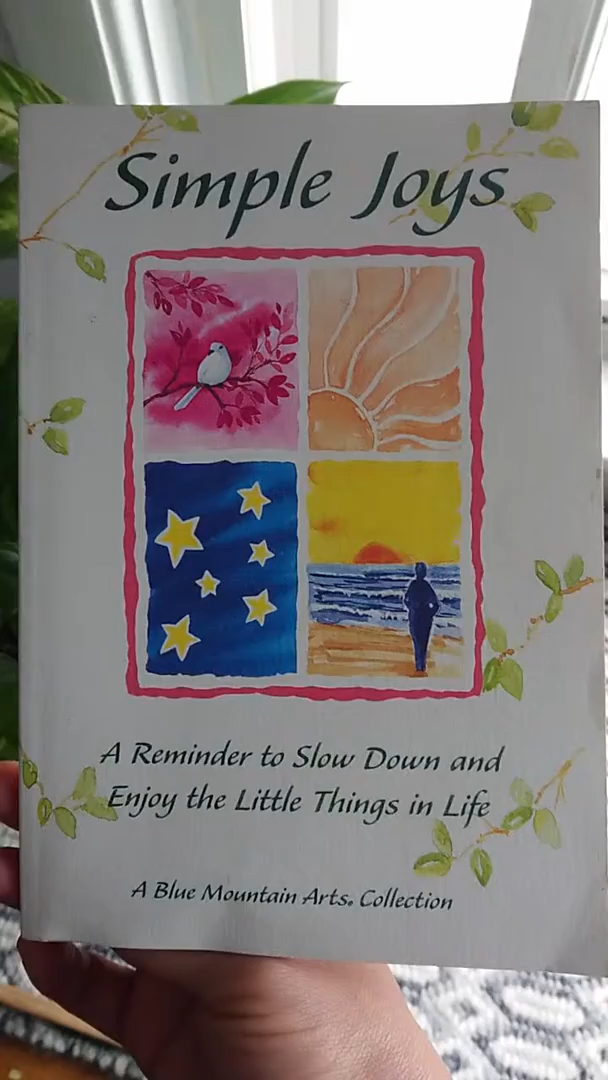 Simple Joys
A Reminder to Slow Down and
Enjoy the Little Things in Life
A Blue Mountain Arts® Collection